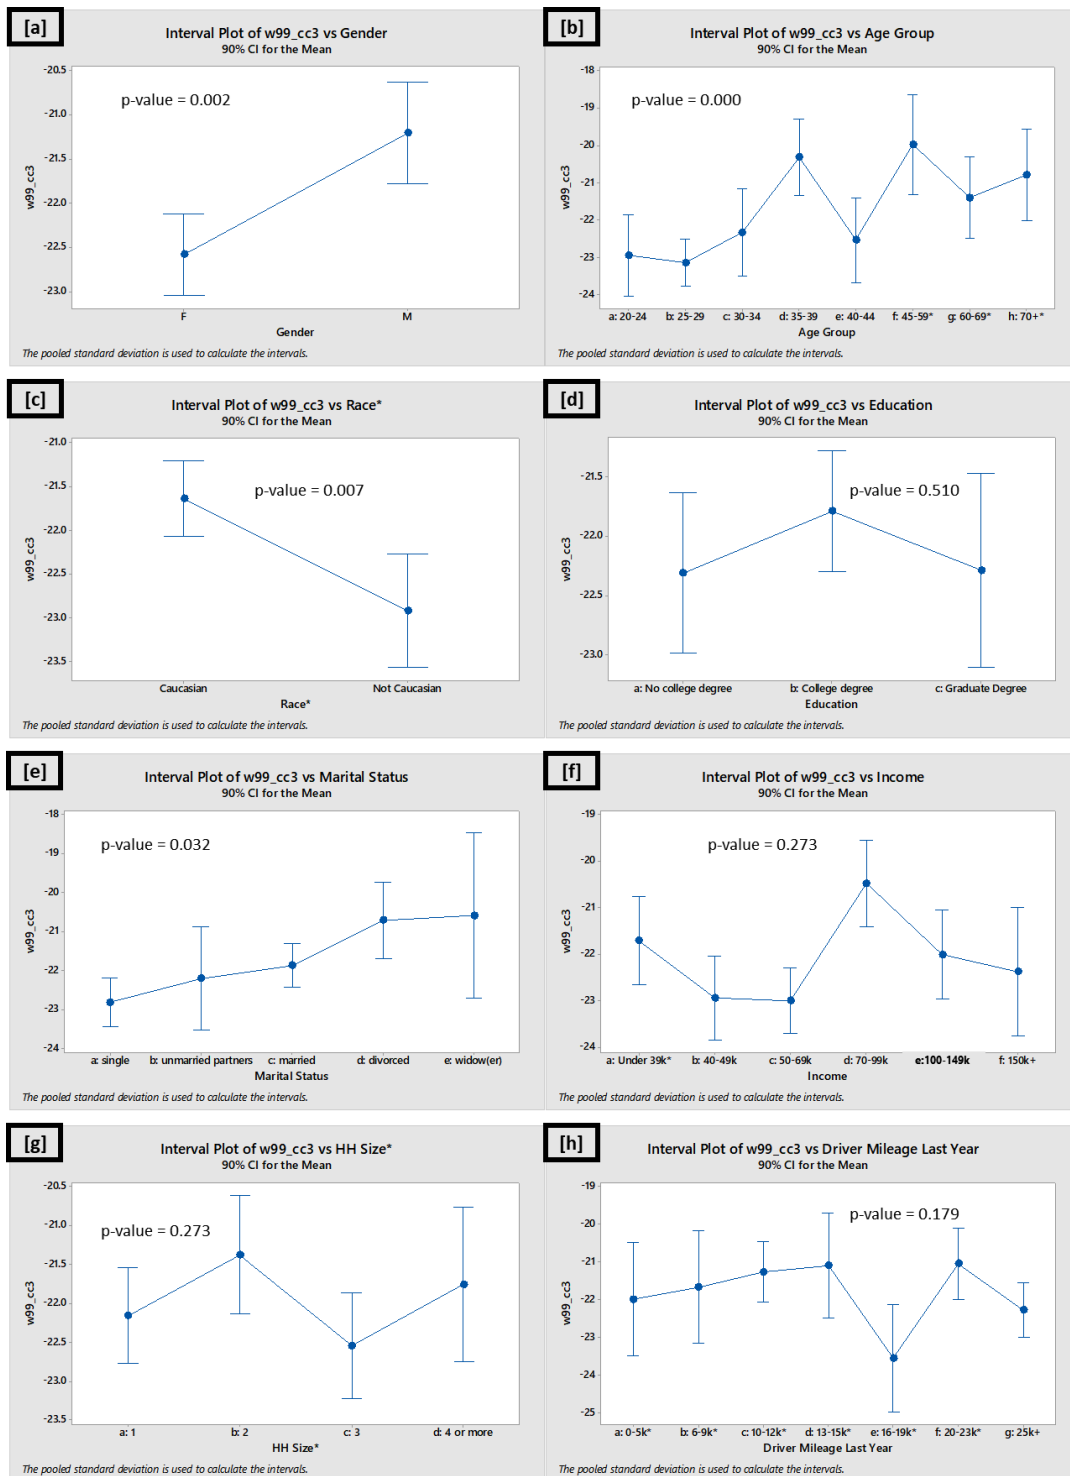 [a]
Interval Plot of w99_cc3 vs Gender
90% CI for the Mean
p-value = 0.002
w99_cc3
-20.5
-21.0
-21.5
-22.0
-22.5
-23.0
F M
Gender
The pooled standard deviation is used to calculate the intervals.
[b]
Interval Plot of w99_cc3 vs Age Group
90% CI for the Mean
p-value = 0.000
w99_cc3
-18
-19
-20
-21
-22
-23
-24
a: 20-24 b: 25-29 c: 30-34 d: 35-39 e: 40-44 f: 45-59* g: 60-69* h: 70+*
Age Group
The pooled standard deviation is used to calculate the intervals.
[c]
Interval Plot of w99_cc3 vs Race*
90% CI for the Mean
p-value = 0.007
w99_cc3
-21.0
-21.5
-22.0
-22.5
-23.0
-23.5
Caucasian Not Caucasian
Race*
The pooled standard deviation is used to calculate the intervals.
[d]
Interval Plot of w99_cc3 vs Education
90% CI for the Mean
p-value = 0.510
w99_cc3
-21.5
-22.0
-22.5
-23.0
a: No college degree b: College degree c: Graduate Degree
Education
The pooled standard deviation is used to calculate the intervals.
[e]
Interval Plot of w99_cc3 vs Marital Status
90% CI for the Mean
p-value = 0.032
w99_cc3
-18
-19
-20
-21
-22
-23
-24
a: single b: unmarried partners c: married d: divorced e: widow(er)
Marital Status
The pooled standard deviation is used to calculate the intervals.
[f]
Interval Plot of w99_cc3 vs Income
90% CI for the Mean
p-value = 0.273
w99_cc3
-19
-20
-21
-22
-23
-24
a: Under 39k* b: 40-49k c: 50-69k d: 70-99k e:100-149k f: 150k+
Income
The pooled standard deviation is used to calculate the intervals.
[g]
Interval Plot of w99_cc3 vs HH Size*
90% CI for the Mean
p-value = 0.273
w99_cc3
-20.5
-21.0
-21.5
-22.0
-22.5
-23.0
-23.5
a: 1 b: 2 c: 3 d: 4 or more
HH Size*
The pooled standard deviation is used to calculate the intervals.
[h]
Interval Plot of w99_cc3 vs Driver Mileage Last Year
90% CI for the Mean
p-value = 0.179
w99_cc3
-19
-20
-21
-22
-23
-24
-25
a: 0-5k* b: 6-9k* c: 10-12k* d: 13-15k* e: 16-19k* f: 20-23k* g: 25k+
Driver Mileage Last Year
The pooled standard deviation is used to calculate the intervals.